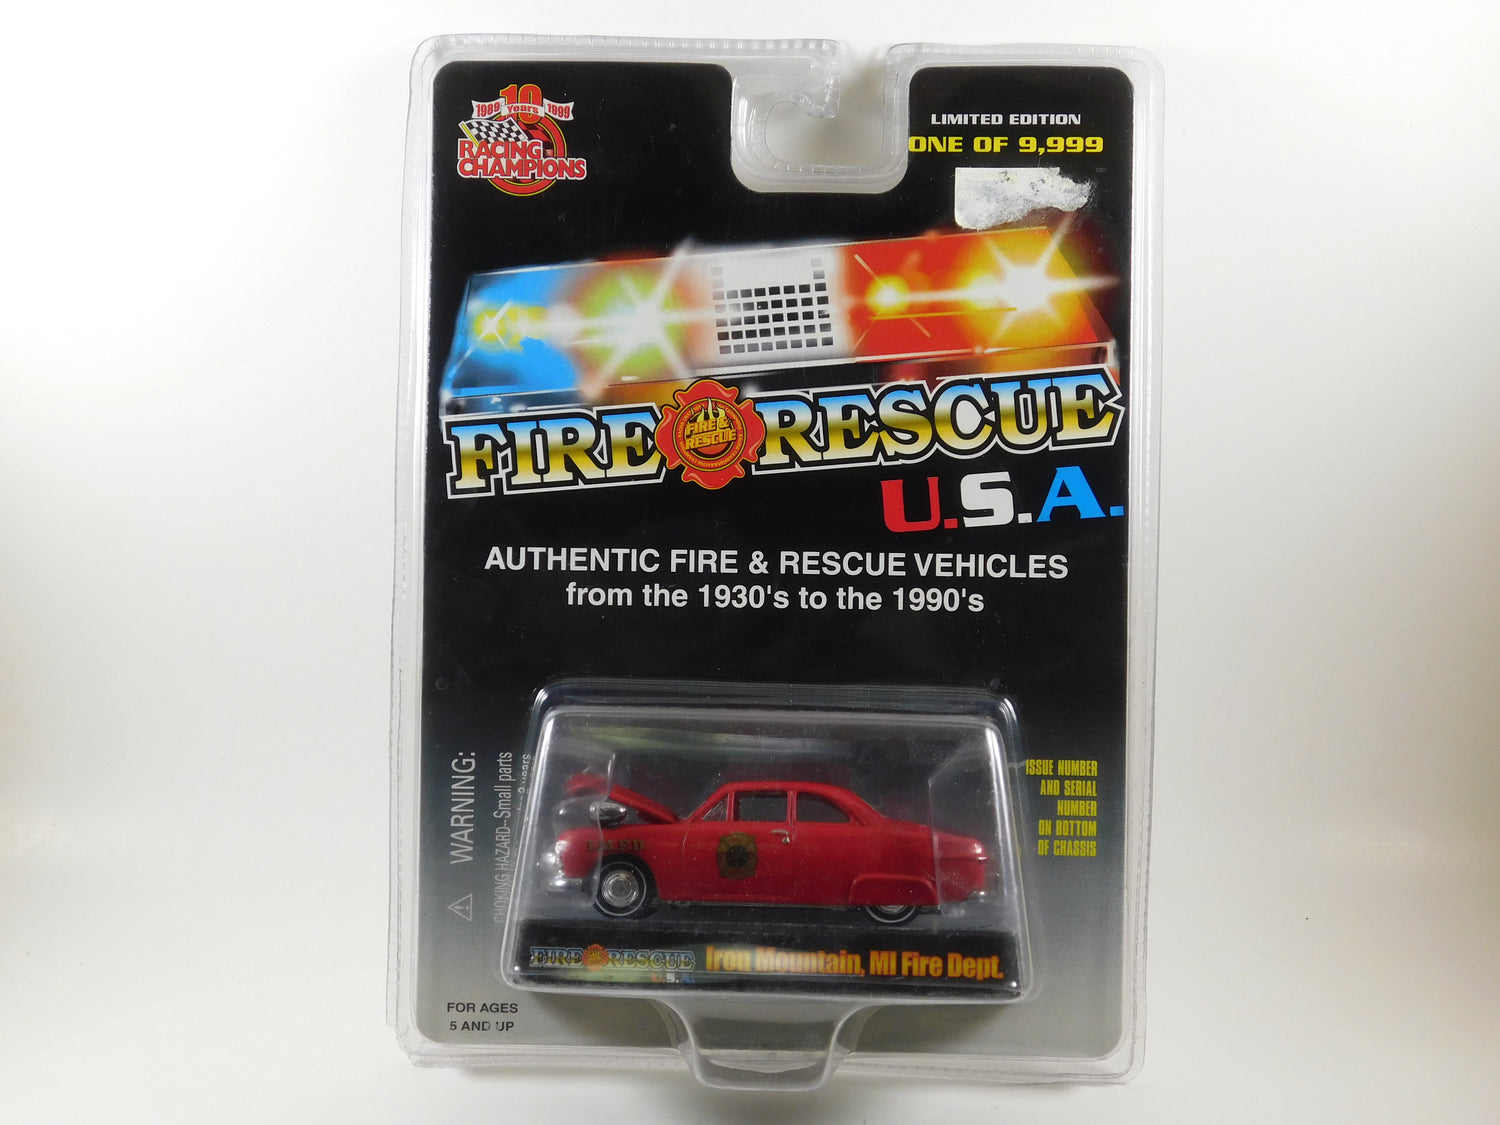 1989 10 Years 1999
RACING
CHAMPIONS
LIMITED EDITION
ONE OF 9,999
FIRE RESCUE
FIRE &
RESCUE
U.S.A.
AUTHENTIC FIRE & RESCUE VEHICLES
from the 1930's to the 1990's
WARNING:
CHOKING HAZARD--Small parts
ISSUE NUMBER
AND SERIAL
NUMBER
ON BOTTOM
OF CHASSIS
FIRE RESCUE
U.S.A.
Iron Mountain, MI Fire Dept.
FOR AGES
5 AND UP